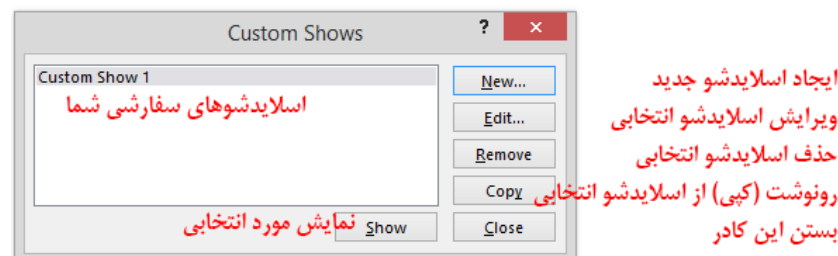 Custom Shows
?
×
Custom Show 1
اسلایدشوهای سفارشی شما
New...
ایجاد اسلایدشو جدید
Edit...
ویرایش اسلایدشو انتخابی
Remove
حذف اسلایدشو انتخابی
Copy
رونوشت (کپی) از اسلایدشو انتخابی
نمایش مورد انتخابی
Show
Close
بستن این کادر